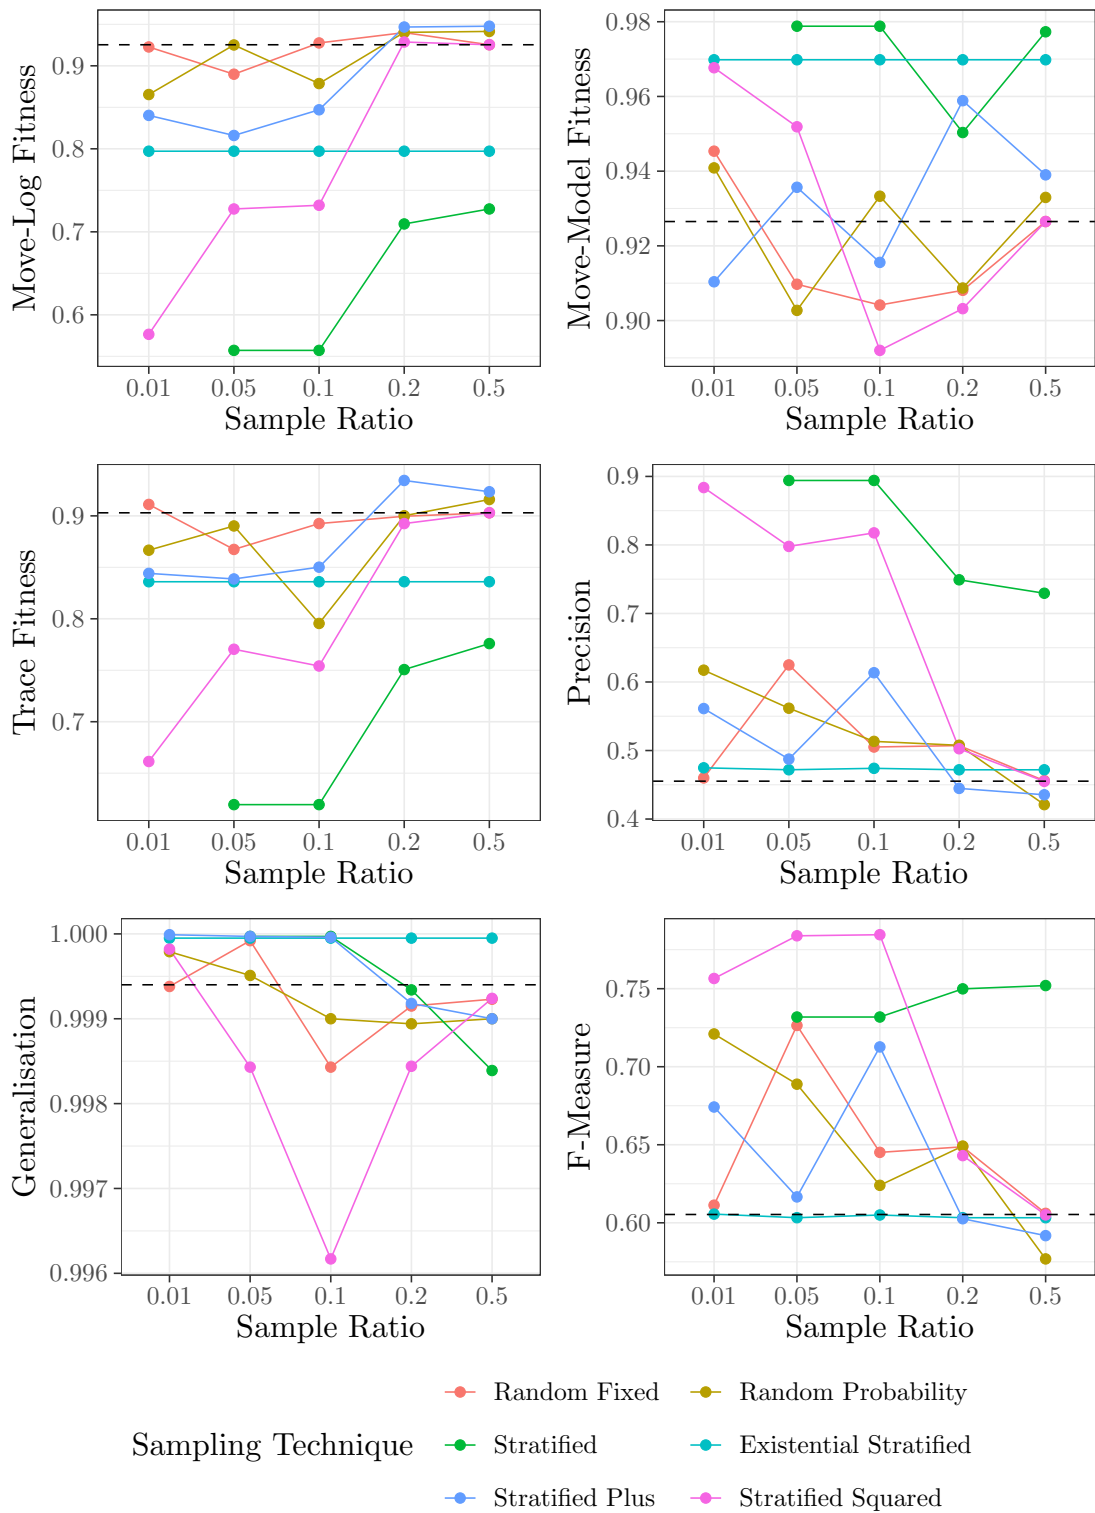 Move-Log Fitness
0.9
0.8
0.7
0.6
0.01 0.05 0.1 0.2 0.5
Sample Ratio
Move-Model Fitness
0.98
0.96
0.94
0.92
0.90
0.01 0.05 0.1 0.2 0.5
Sample Ratio
Trace Fitness
0.9
0.8
0.7
0.01 0.05 0.1 0.2 0.5
Sample Ratio
Precision
0.9
0.8
0.7
0.6
0.5
0.4
0.01 0.05 0.1 0.2 0.5
Sample Ratio
Generalisation
1.000
0.999
0.998
0.997
0.996
0.01 0.05 0.1 0.2 0.5
Sample Ratio
F-Measure
0.75
0.70
0.65
0.60
0.01 0.05 0.1 0.2 0.5
Sample Ratio
Sampling Technique
Random Fixed
Random Probability
Stratified
Existential Stratified
Stratified Plus
Stratified Squared